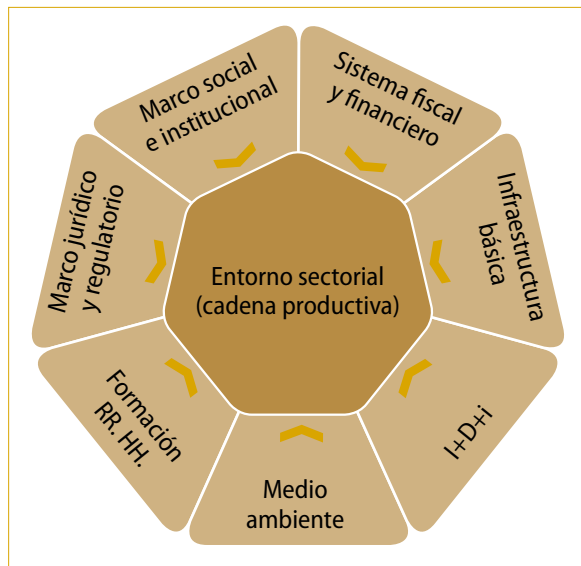 Marco social
e institucional
Sistema fiscal
y financiero
Infraestructura
básica
I+D+i
Medio
ambiente
Formación
RR. HH.
Marco jurídico
y regulatorio
Entorno sectorial
(cadena productiva)